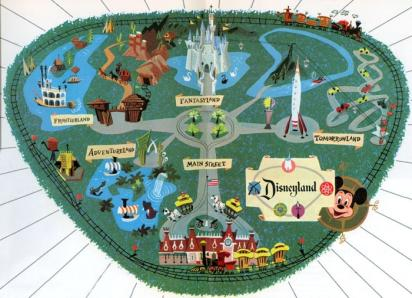 FANTASYLAND
FRONTIERLAND
TOMORROWLAND
ADVENTURELAND
MAIN STREET
Disneyland